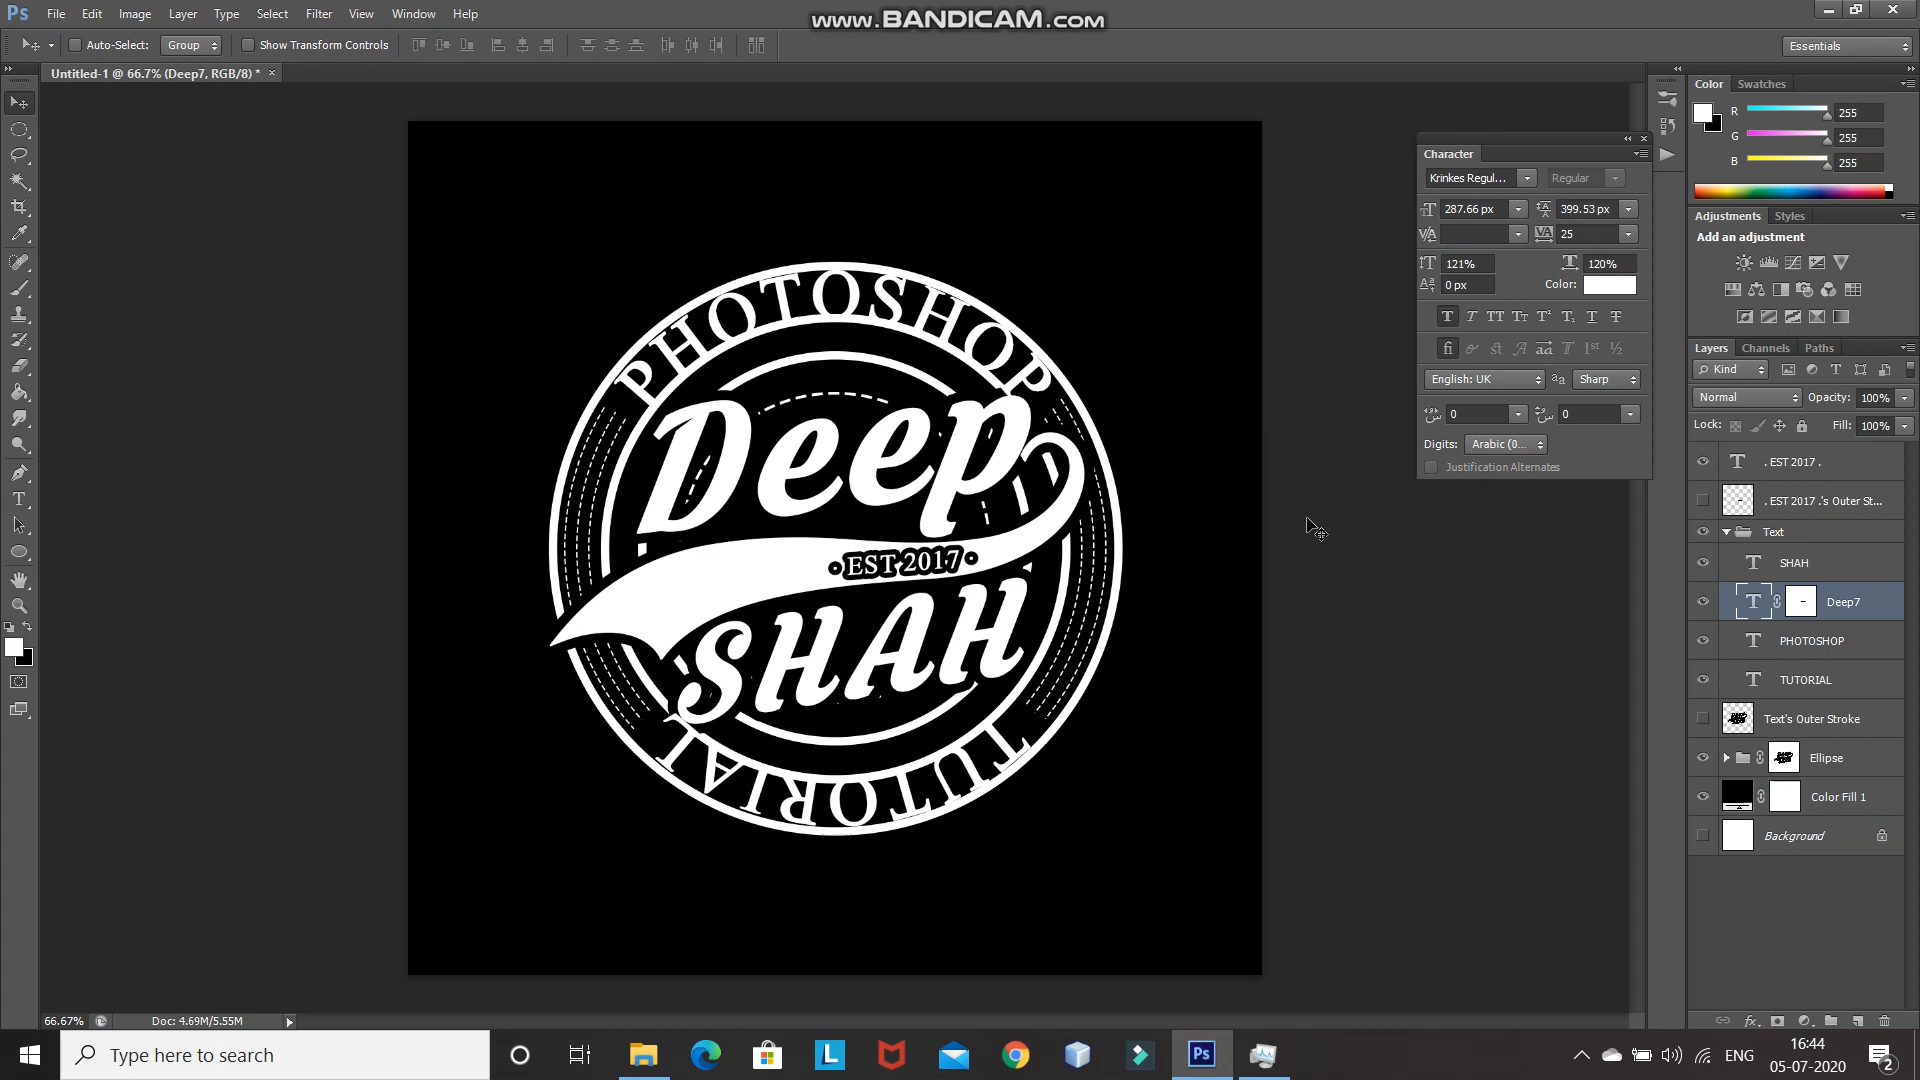 Ps File Edit Image Layer Type Select Filter View Window Help
www.BANDICAM.com
Auto-Select: Group Show Transform Controls
Essentials
Untitled-1 @ 66.7% (Deep7, RGB/8) * ×
Color Swatches
R 255
G 255
B 255
Character
Krinkes Regul... Regular
287.66 px 399.53 px
25
121% 120%
0 px Color:
English: UK Sharp
0 0
Digits: Arabic (0...
Justification Alternates
Adjustments Styles
Add an adjustment
Layers Channels Paths
Kind
Normal Opacity: 100%
Lock: Fill: 100%
. EST 2017 .
. EST 2017 .'s Outer St...
Text
SHAH
Deep7
PHOTOSHOP
TUTORIAL
Text's Outer Stroke
Ellipse
Color Fill 1
Background
PHOTOSHOP
Deep
• EST 2017 •
SHAH
TUTORIAL
66.67% Doc: 4.69M/5.55M
Type here to search
L
Ps
ENG
16:44
05-07-2020
2